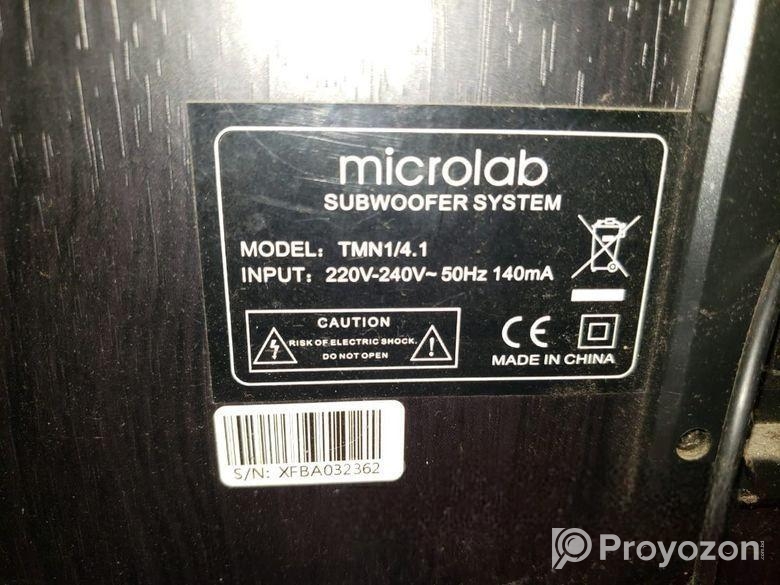 microlab
SUBWOOFER SYSTEM
MODEL: TMN1/4.1
INPUT: 220V-240V~ 50Hz 140mA
CAUTION
RISK OF ELECTRIC SHOCK.
DO NOT OPEN
CE
MADE IN CHINA
S/N: XFBA032362
Proyozon